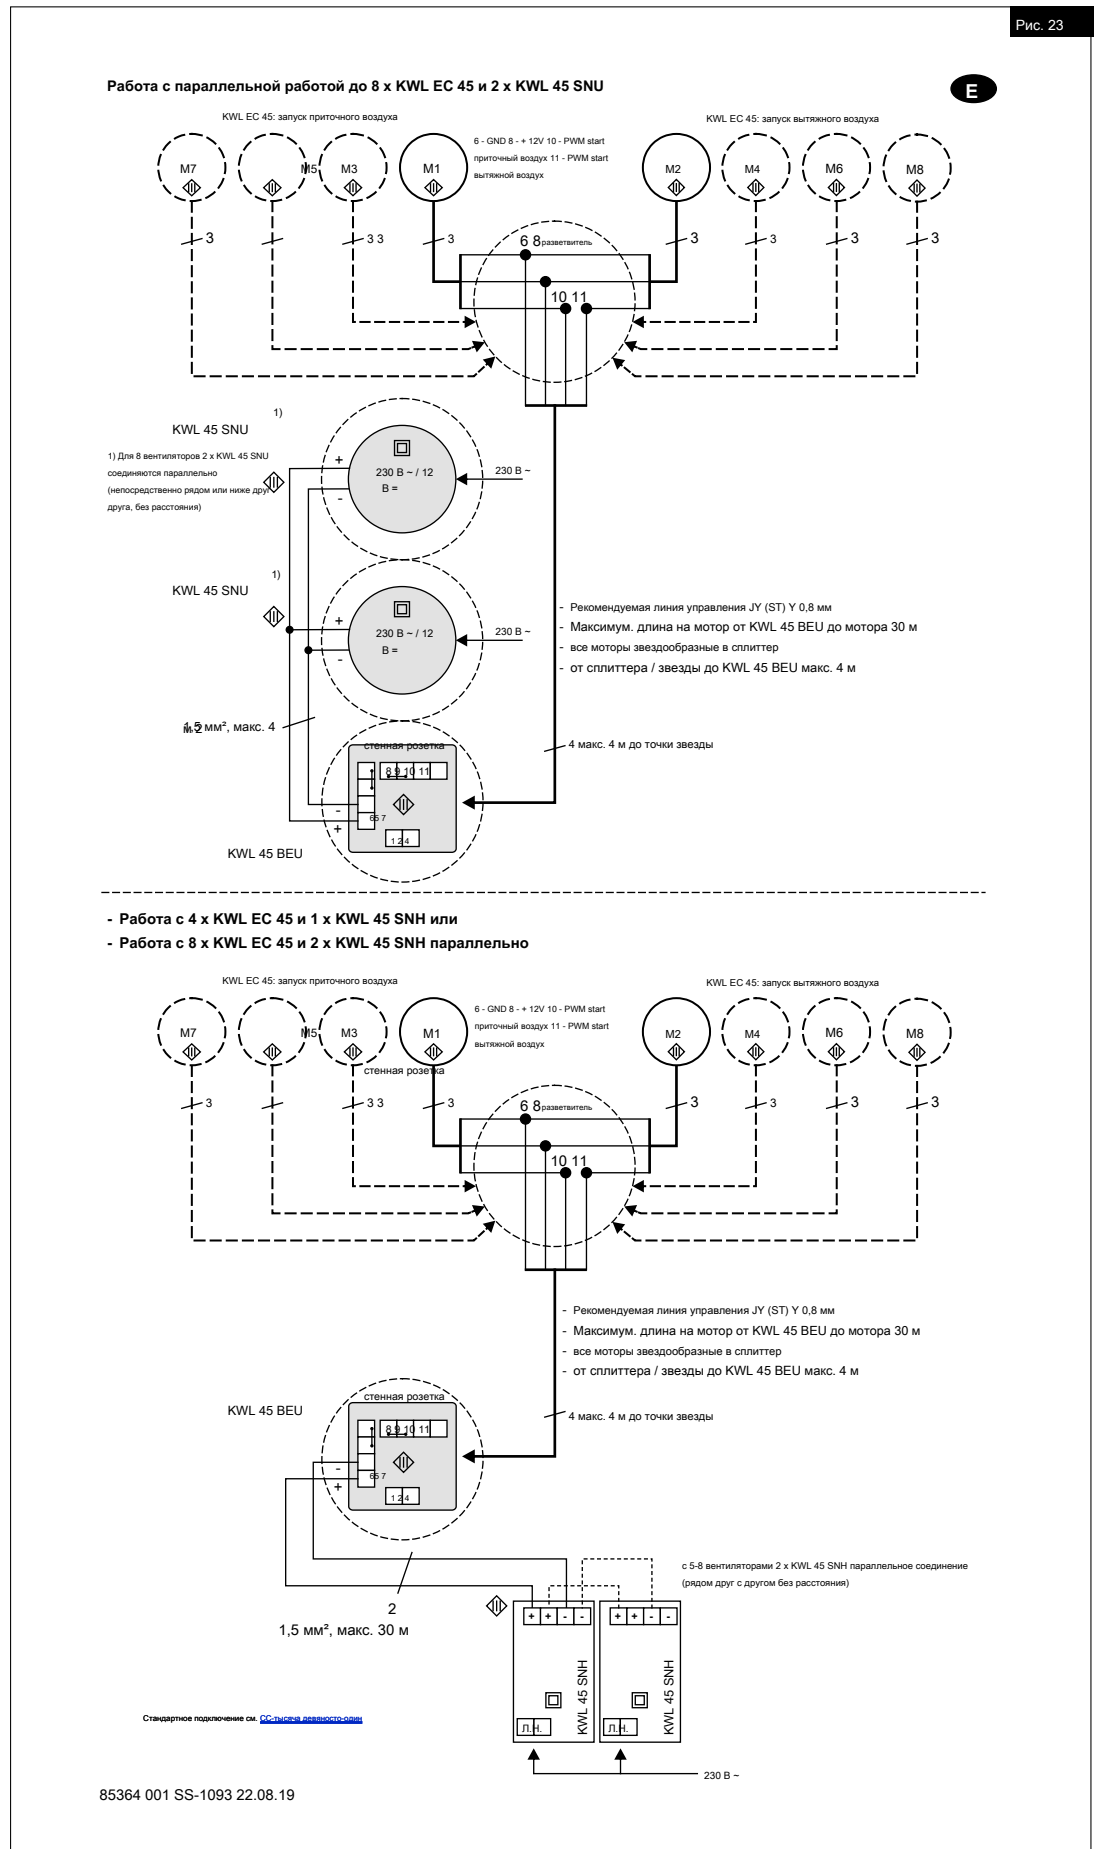 Рис. 23
Работа с параллельной работой до 8 x KWL EC 45 и 2 x KWL 45 SNU
E
KWL EC 45: запуск приточного воздуха
KWL EC 45: запуск вытяжного воздуха
6 - GND 8 - + 12V 10 - PWM start
приточный воздух 11 - PWM start
вытяжной воздух
M7 M5 M3 M1 M2 M4 M6 M8
3 3 3 3 3 3 3 3
6 8 разветвитель
10 11
1)
KWL 45 SNU
1) Для 8 вентиляторов 2 x KWL 45 SNU
соединяются параллельно
(непосредственно рядом или ниже друг
друга, без расстояния)
+
-
230 В ~ / 12
В =
230 В ~
1)
KWL 45 SNU
+
-
230 В ~ / 12
В =
230 В ~
- Рекомендуемая линия управления JY (ST) Y 0,8 мм
- Максимум. длина на мотор от KWL 45 BEU до мотора 30 м
- все моторы звездообразные в сплиттер
- от сплиттера / звезды до KWL 45 BEU макс. 4 м
1,5 мм², макс. 4
м 2
стенная розетка
4 макс. 4 м до точки звезды
8 9 10 11
-
+
65 7
1 2 4
KWL 45 BEU
- Работа с 4 x KWL EC 45 и 1 x KWL 45 SNH или
- Работа с 8 x KWL EC 45 и 2 x KWL 45 SNH параллельно
KWL EC 45: запуск приточного воздуха
KWL EC 45: запуск вытяжного воздуха
6 - GND 8 - + 12V 10 - PWM start
приточный воздух 11 - PWM start
вытяжной воздух
M7 M5 M3 M1 M2 M4 M6 M8
стенная розетка
3 3 3 3 3 3 3 3
6 8 разветвитель
10 11
- Рекомендуемая линия управления JY (ST) Y 0,8 мм
- Максимум. длина на мотор от KWL 45 BEU до мотора 30 м
- все моторы звездообразные в сплиттер
- от сплиттера / звезды до KWL 45 BEU макс. 4 м
стенная розетка
KWL 45 BEU
4 макс. 4 м до точки звезды
8 9 10 11
-
+
65 7
1 2 4
с 5-8 вентиляторами 2 x KWL 45 SNH параллельное соединение
(рядом друг с другом без расстояния)
2
1,5 мм², макс. 30 м
+ + - -
+ + - -
KWL 45 SNH
KWL 45 SNH
Л.Н.
Л.Н.
Стандартное подключение см. СС-тысяча девяносто-один
230 В ~
85364 001 SS-1093 22.08.19